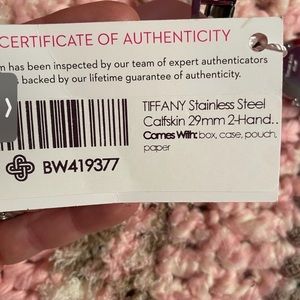 CERTIFICATE OF AUTHENTICITY
m has been inspected by our team of expert authenticators
s backed by our lifetime guarantee of authenticity.
TIFFANY Stainless Steel
Calfskin 29mm 2-Hand..
Comes With: box, case, pouch,
paper
BW419377